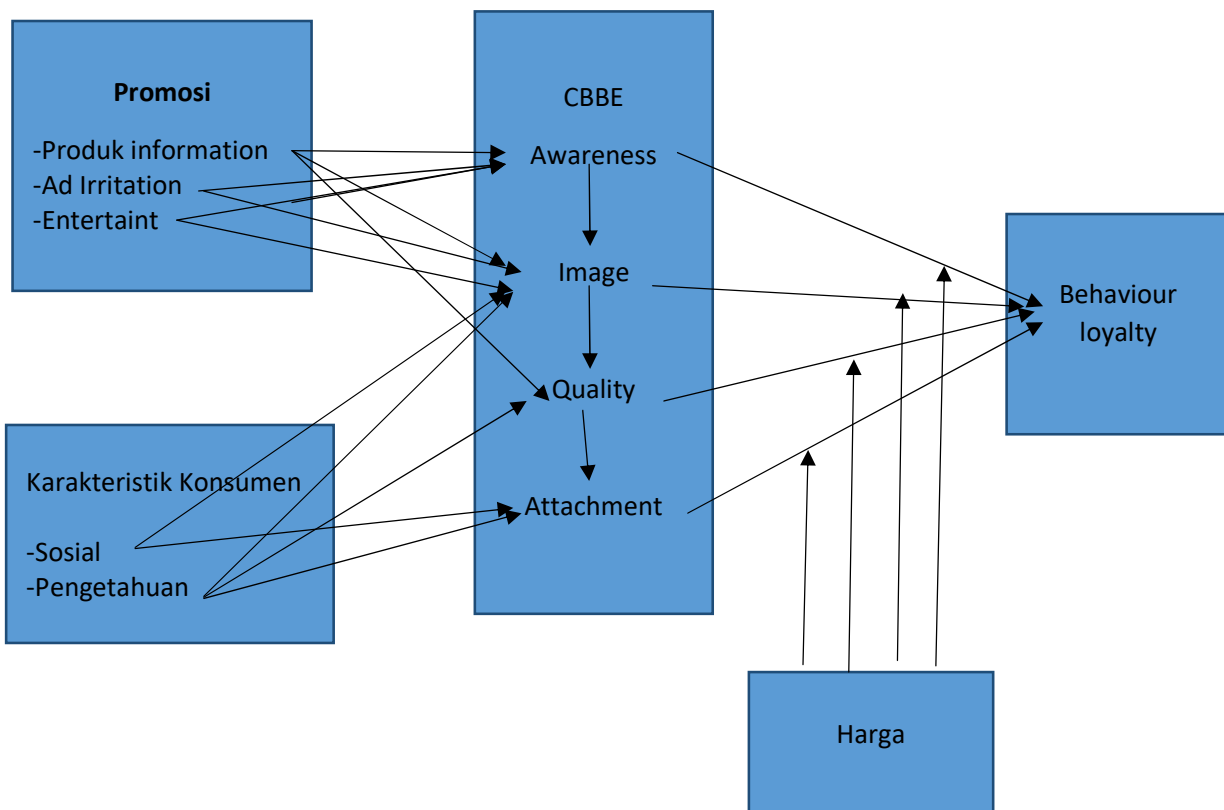 Promosi
-Produk information
-Ad Irritation
-Entertaint
CBBE
Awareness
Image
Quality
Attachment
Behaviour
loyalty
Karakteristik Konsumen
-Sosial
-Pengetahuan
Harga